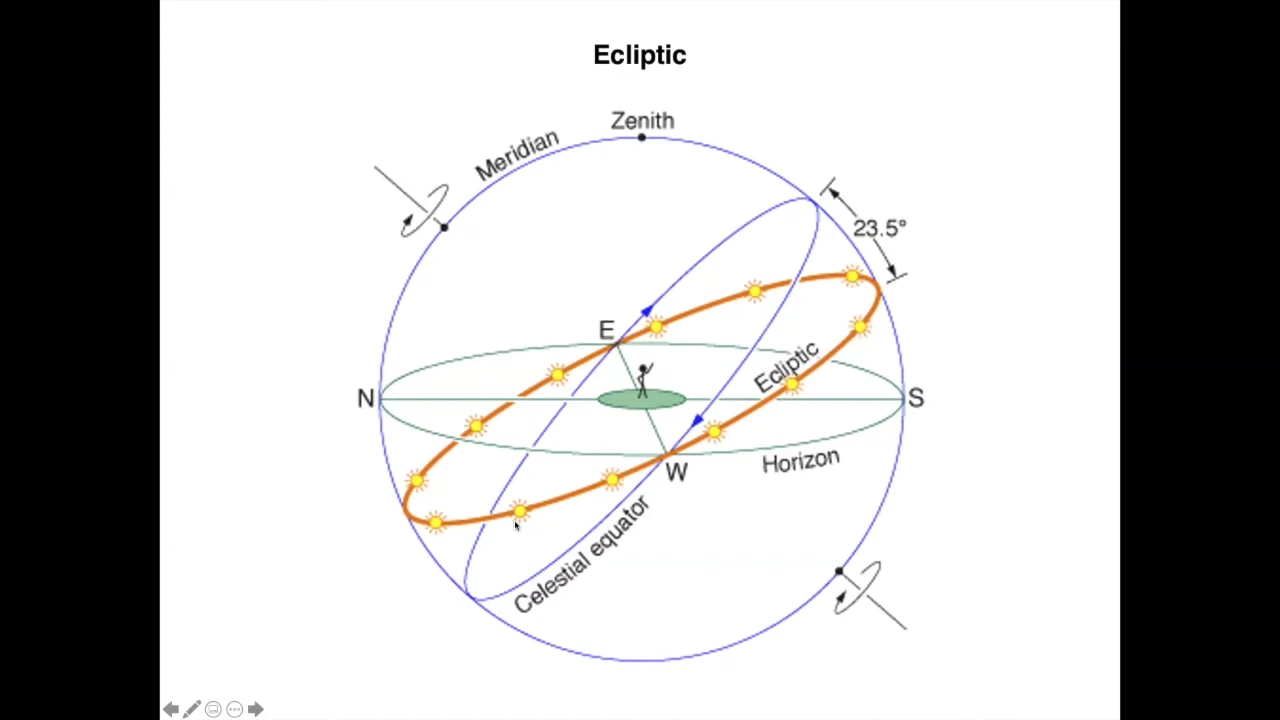 Ecliptic
Zenith
Meridian
23.5°
E
Ecliptic
N
S
W
Horizon
Celestial equator